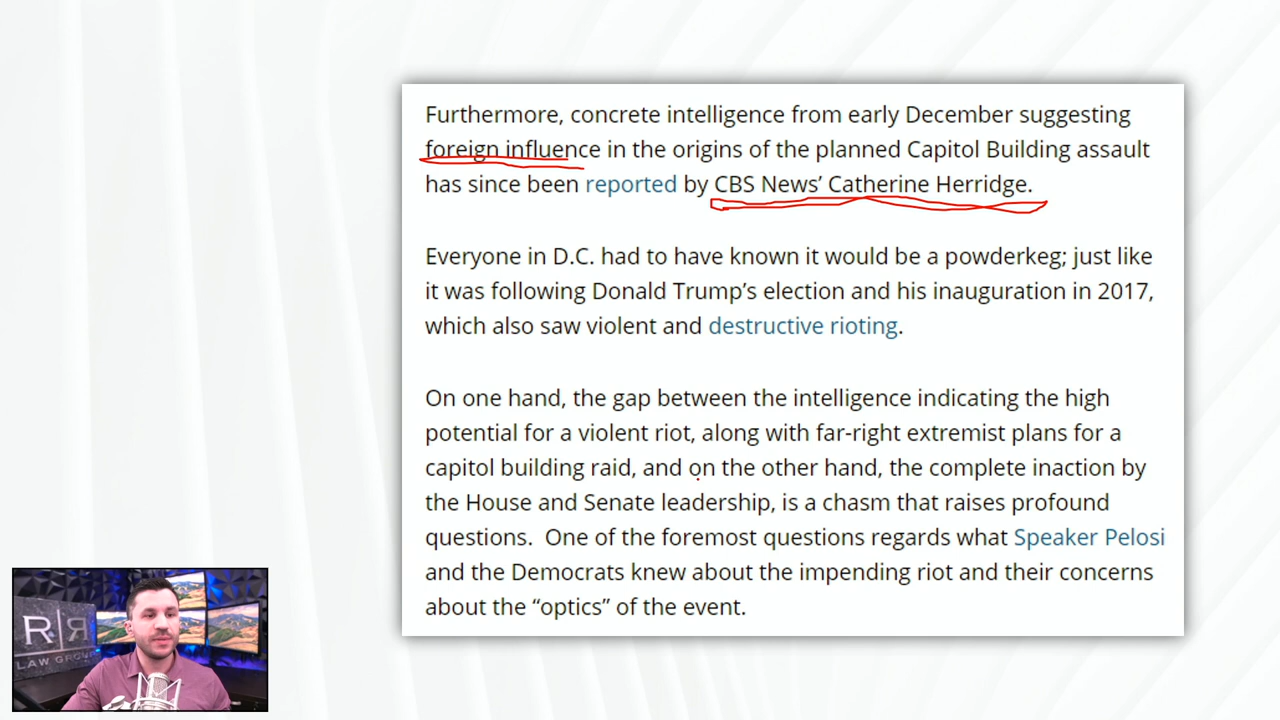 Furthermore, concrete intelligence from early December suggesting
foreign influence in the origins of the planned Capitol Building assault
has since been reported by CBS News’ Catherine Herridge.
Everyone in D.C. had to have known it would be a powderkeg; just like
it was following Donald Trump’s election and his inauguration in 2017,
which also saw violent and destructive rioting.
On one hand, the gap between the intelligence indicating the high
potential for a violent riot, along with far-right extremist plans for a
capitol building raid, and on the other hand, the complete inaction by
the House and Senate leadership, is a chasm that raises profound
questions.  One of the foremost questions regards what Speaker Pelosi
and the Democrats knew about the impending riot and their concerns
about the “optics” of the event.
R|R
LAW GROUP